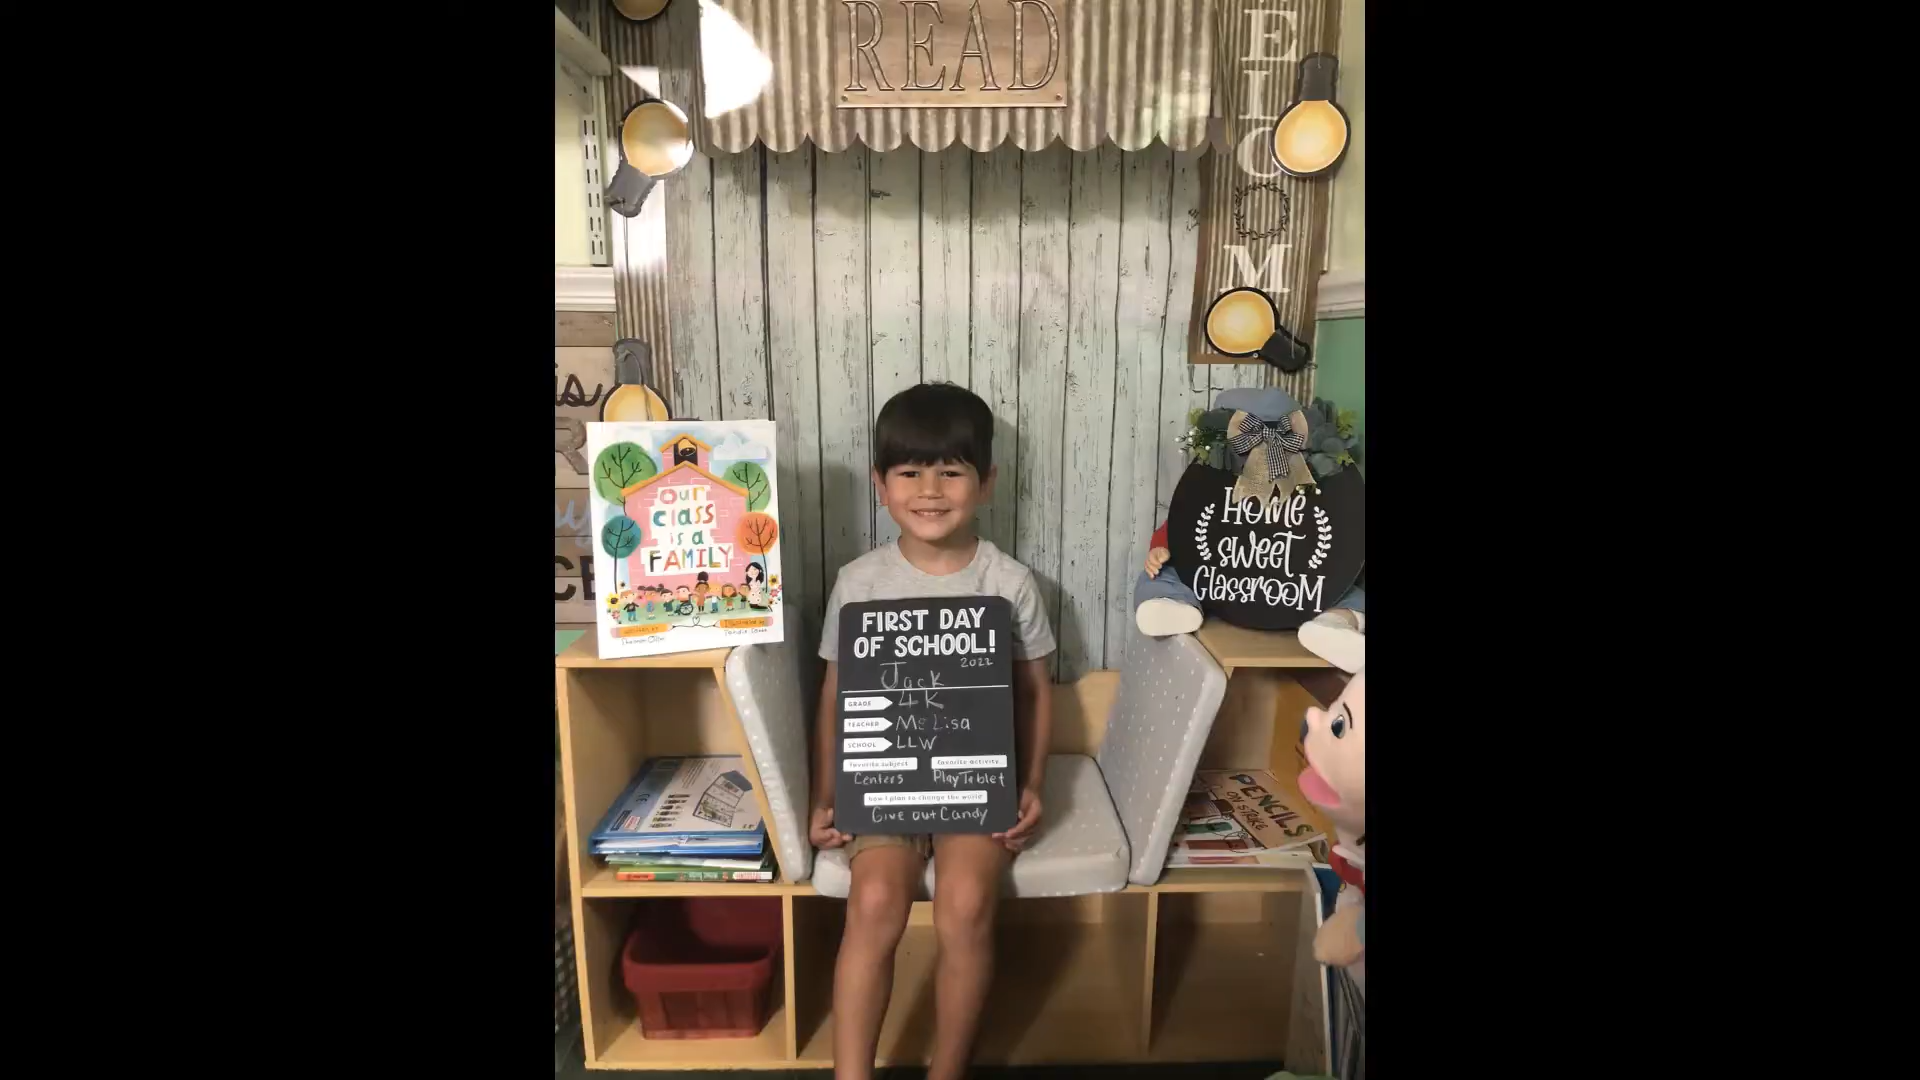 READ
ELCOM
is
Our
class
is a
FAMILY
HOME
SWEET
CLASSROOM
FIRST DAY
OF SCHOOL!
2022
Jack
GRADE 4K
TEACHER Ms Lisa
SCHOOL LLW
favorite subject favorite activity
Centers Play Tablet
how I plan to change the world
Give out Candy
PENCILS
ON STRIKE